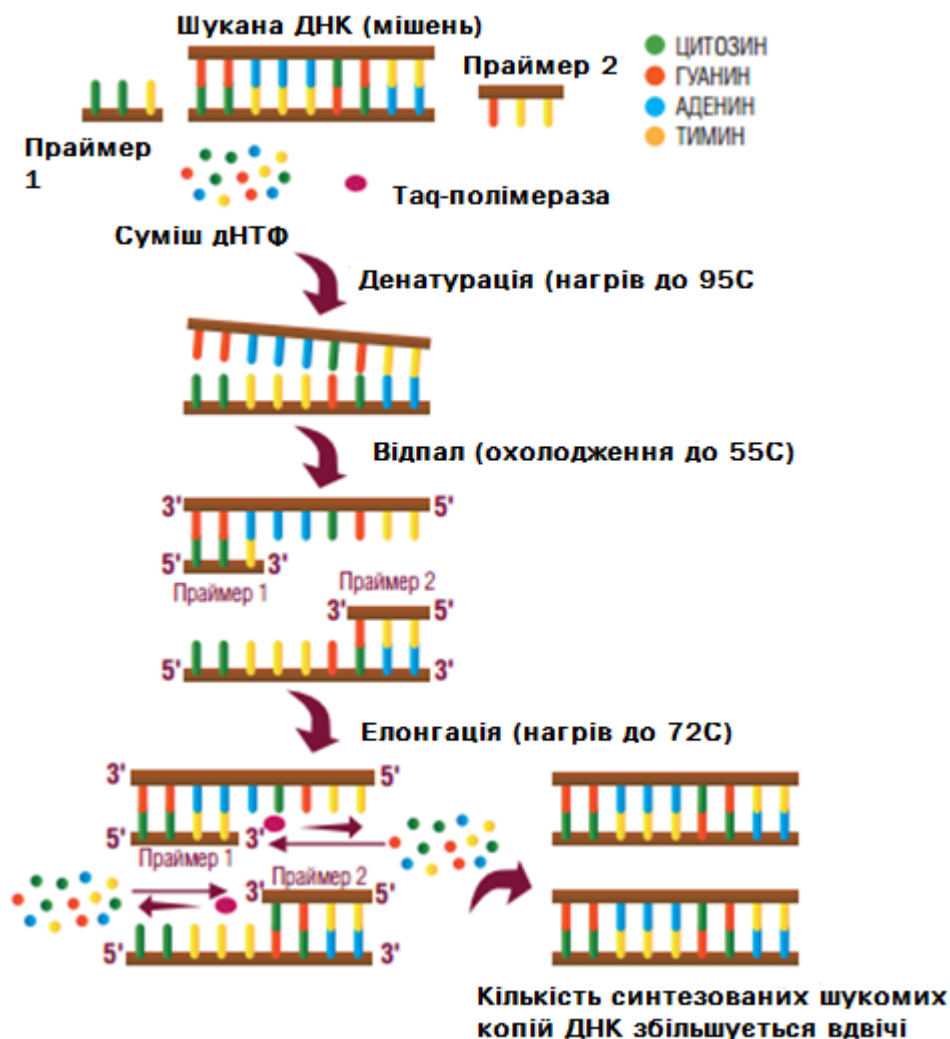 Шукана ДНК (мішень)
Праймер 2
ЦИТОЗИН
ГУАНИН
АДЕНИН
ТИМИН
Праймер
1
Taq-полімераза
Суміш дНТФ
Денатурація (нагрів до 95С
Відпал (охолодження до 55С)
3' 5'
5' 3'
Праймер 1
Праймер 2
3' 5'
5' 3'
Елонгація (нагрів до 72С)
3' 5'
5' 3'
Праймер 1
3' Праймер 2 5'
5' 3'
Кількість синтезованих шукомих
копій ДНК збільшується вдвічі